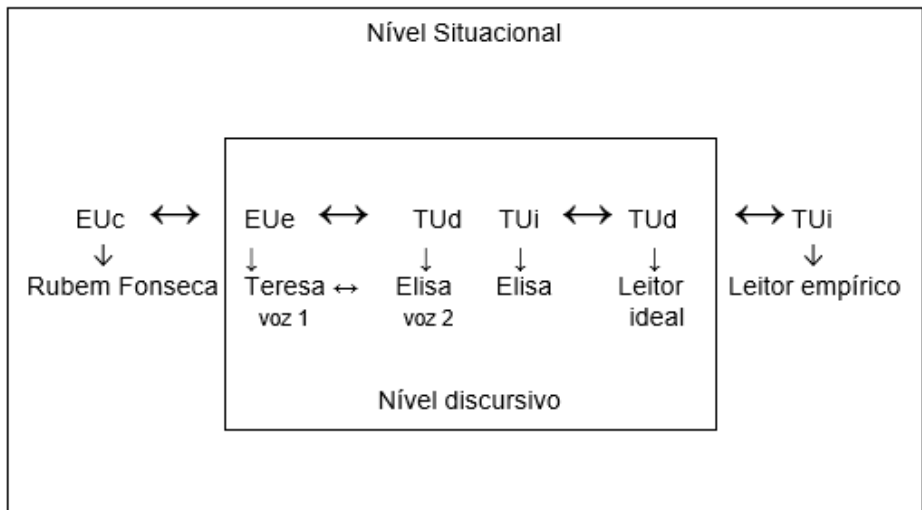 Nível Situacional
EUc ↔ EUe ↔ TUd TUi ↔ TUd ↔ TUi
↓ ↓ ↓ ↓ ↓ ↓
Rubem Fonseca Teresa ↔ Elisa Elisa Leitor Leitor empírico
voz 1 voz 2 ideal
Nível discursivo